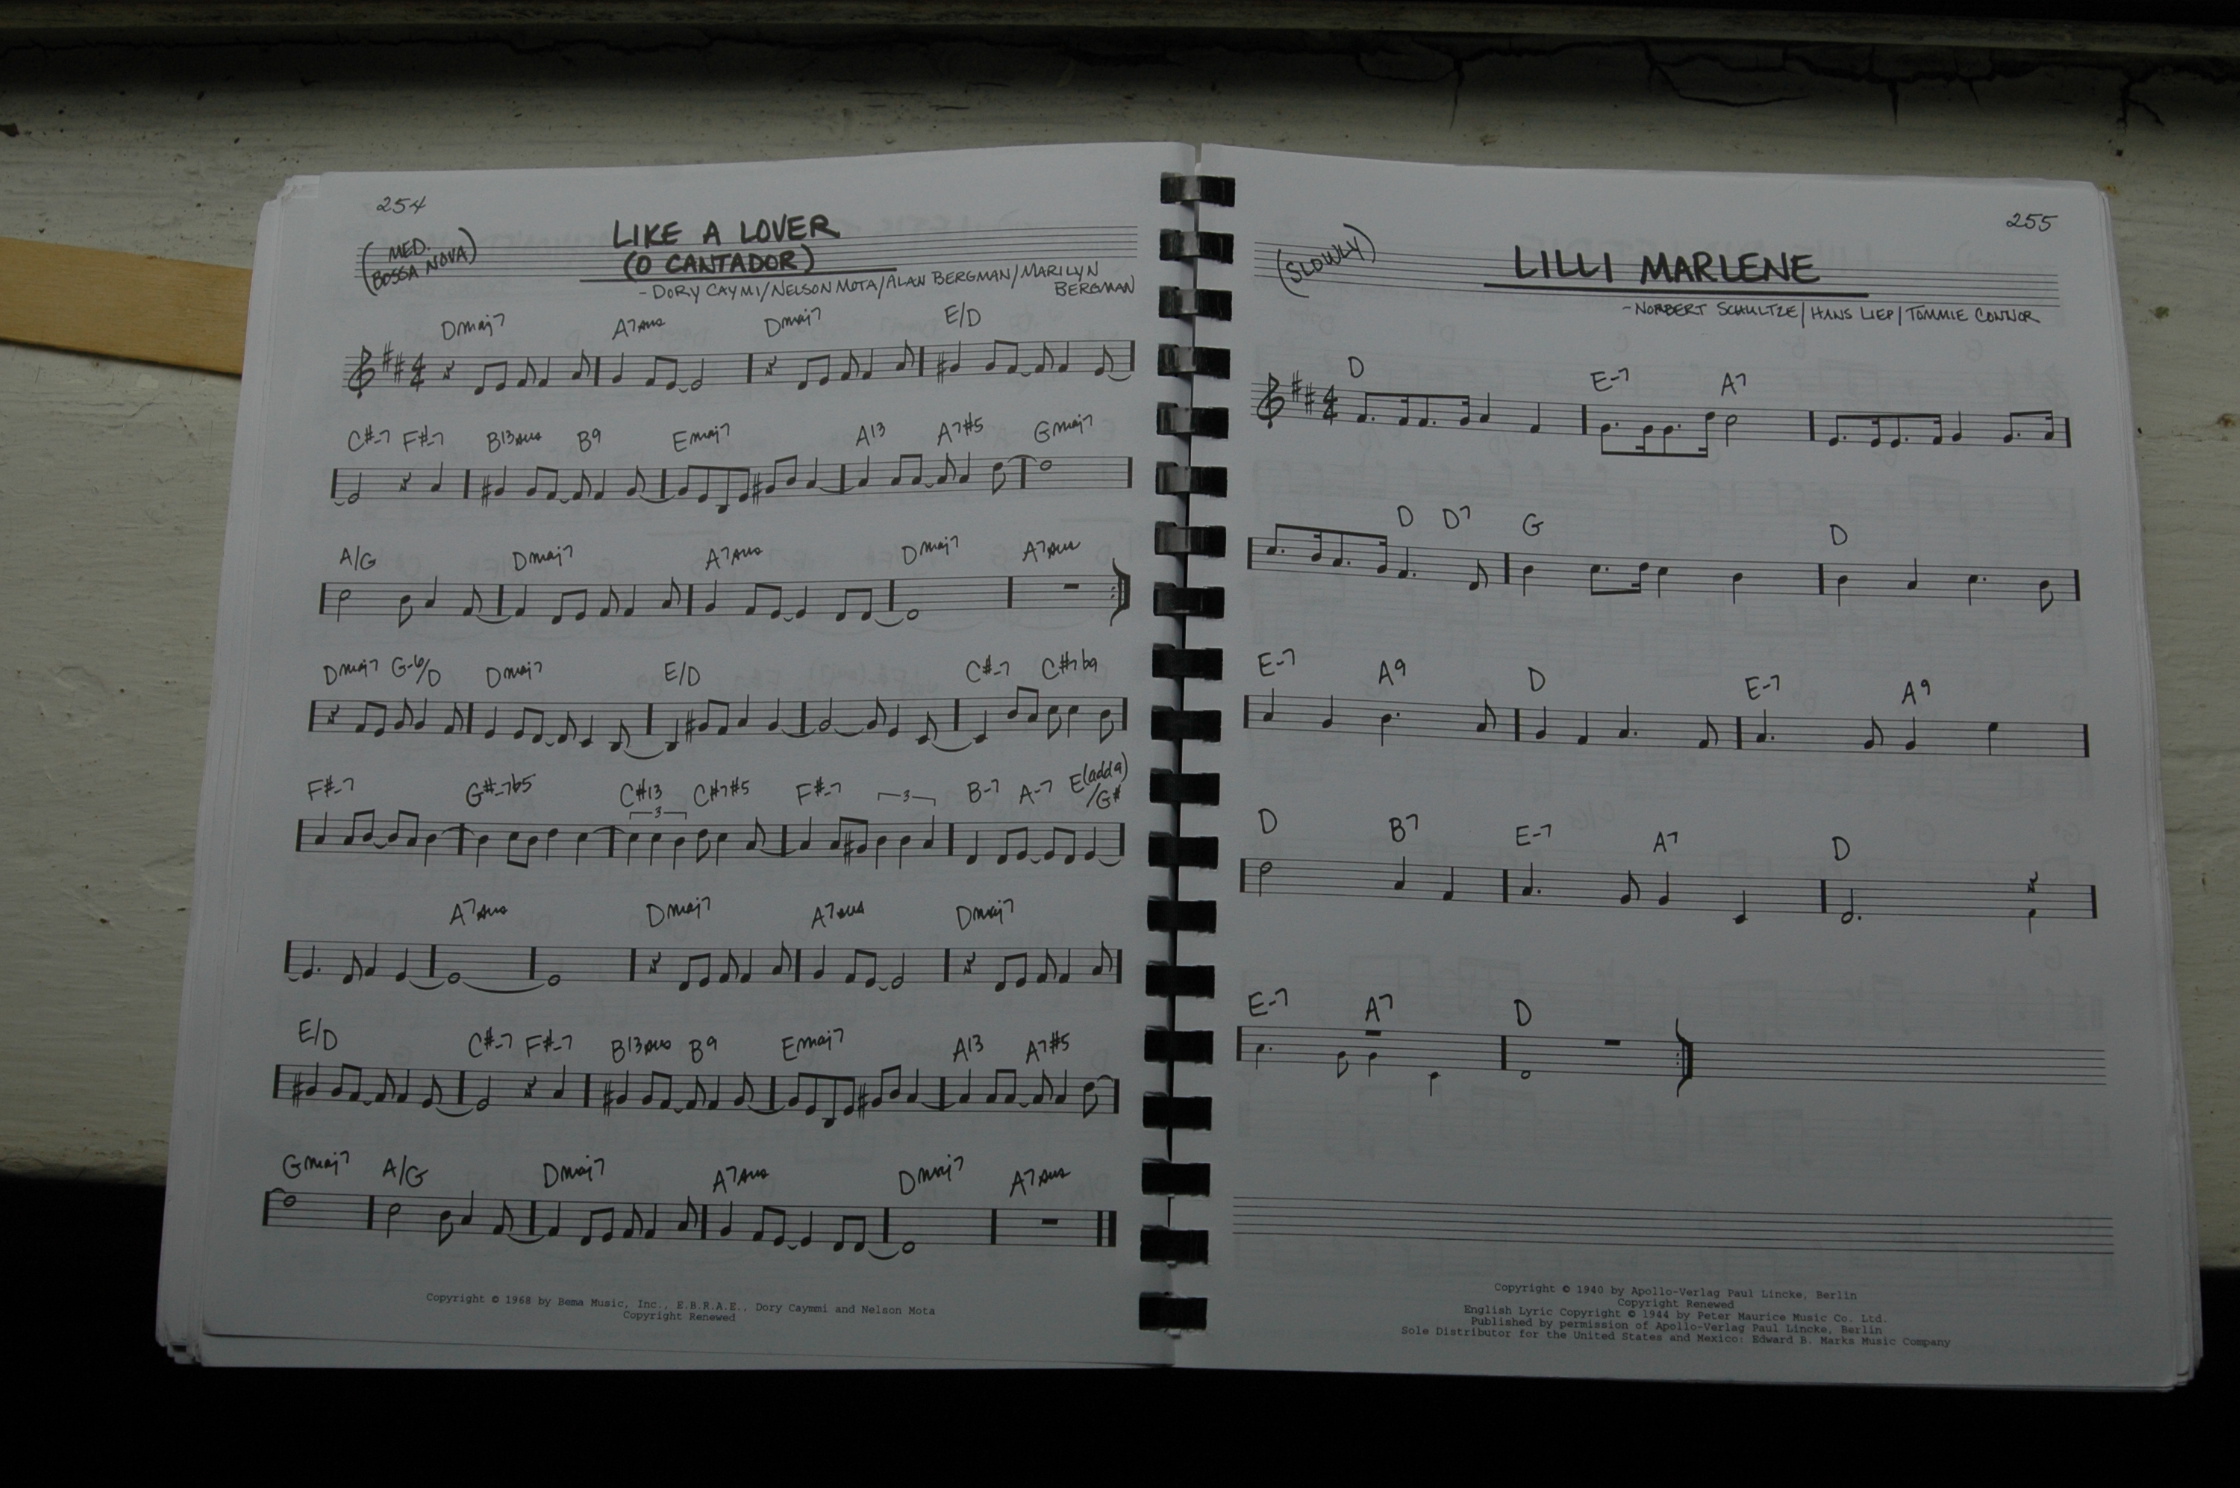 254
(MED. BOSSA NOVA)
LIKE A LOVER
(O CANTADOR)
- DORY CAYMI/NELSON MOTA/ALAN BERGMAN/MARILYN
BERGMAN
Dmaj7 A7sus Dmaj7 E/D
C#-7 F#-7 B13sus B9 Emaj7 A13 A7#5 Gmaj7
A/G Dmaj7 A7sus Dmaj7 A7sus
Dmaj7 G-6/D Dmaj7 E/D C#-7 C#7b9
F#-7 G#-7b5 C#13 C#7#5 F#-7 B-7 A-7 E(add9)/G#
3 3
A7sus Dmaj7 A7sus Dmaj7
E/D C#-7 F#-7 B13sus B9 Emaj7 A13 A7#5
Gmaj7 A/G Dmaj7 A7sus Dmaj7 A7sus
Copyright © 1968 by Bema Music, Inc., E.B.R.A.E., Dory Caymmi and Nelson Mota
Copyright Renewed
255
(SLOWLY)
LILLI MARLENE
- NORBERT SCHULTZE/HANS LIEP/TOMMIE CONNOR
D E-7 A7
D D7 G D
E-7 A9 D E-7 A9
D B7 E-7 A7 D
E-7 A7 D
Copyright © 1940 by Apollo-Verlag Paul Lincke, Berlin
Copyright Renewed
English Lyric Copyright © 1944 by Peter Maurice Music Co. Ltd.
Published by permission of Apollo-Verlag Paul Lincke, Berlin
Sole Distributor for the United States and Mexico: Edward B. Marks Music Company